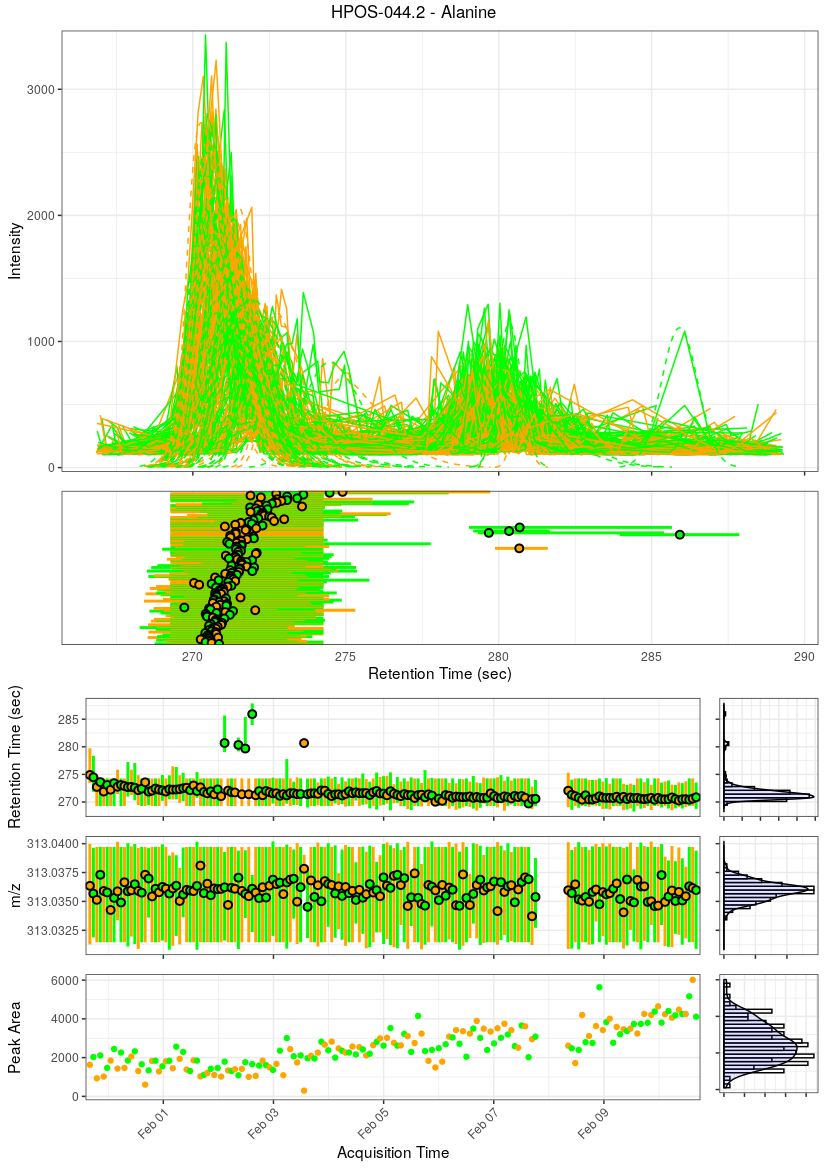 HPOS-044.2 - Alanine
3000
2000
1000
0
Intensity
270
275
280
285
290
Retention Time (sec)
Retention Time (sec)
285
280
275
270
m/z
313.0400
313.0375
313.0350
313.0325
Peak Area
6000
4000
2000
0
Feb 01
Feb 03
Feb 05
Feb 07
Feb 09
Acquisition Time